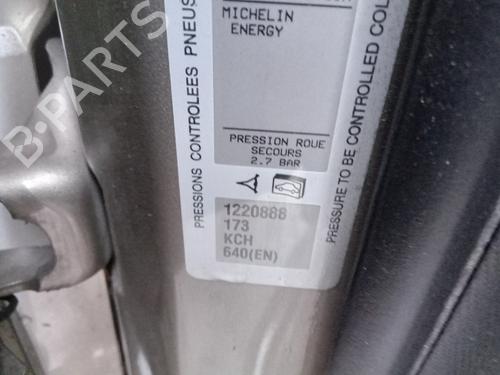 MICHELIN
ENERGY
PRESSIONS CONTROLEES PNEUS
PRESSION ROUE
SECOURS
2.7 BAR
1220888
173
KCH
640(EN)
PRESSURE TO BE CONTROLLED COL
B-PARTS